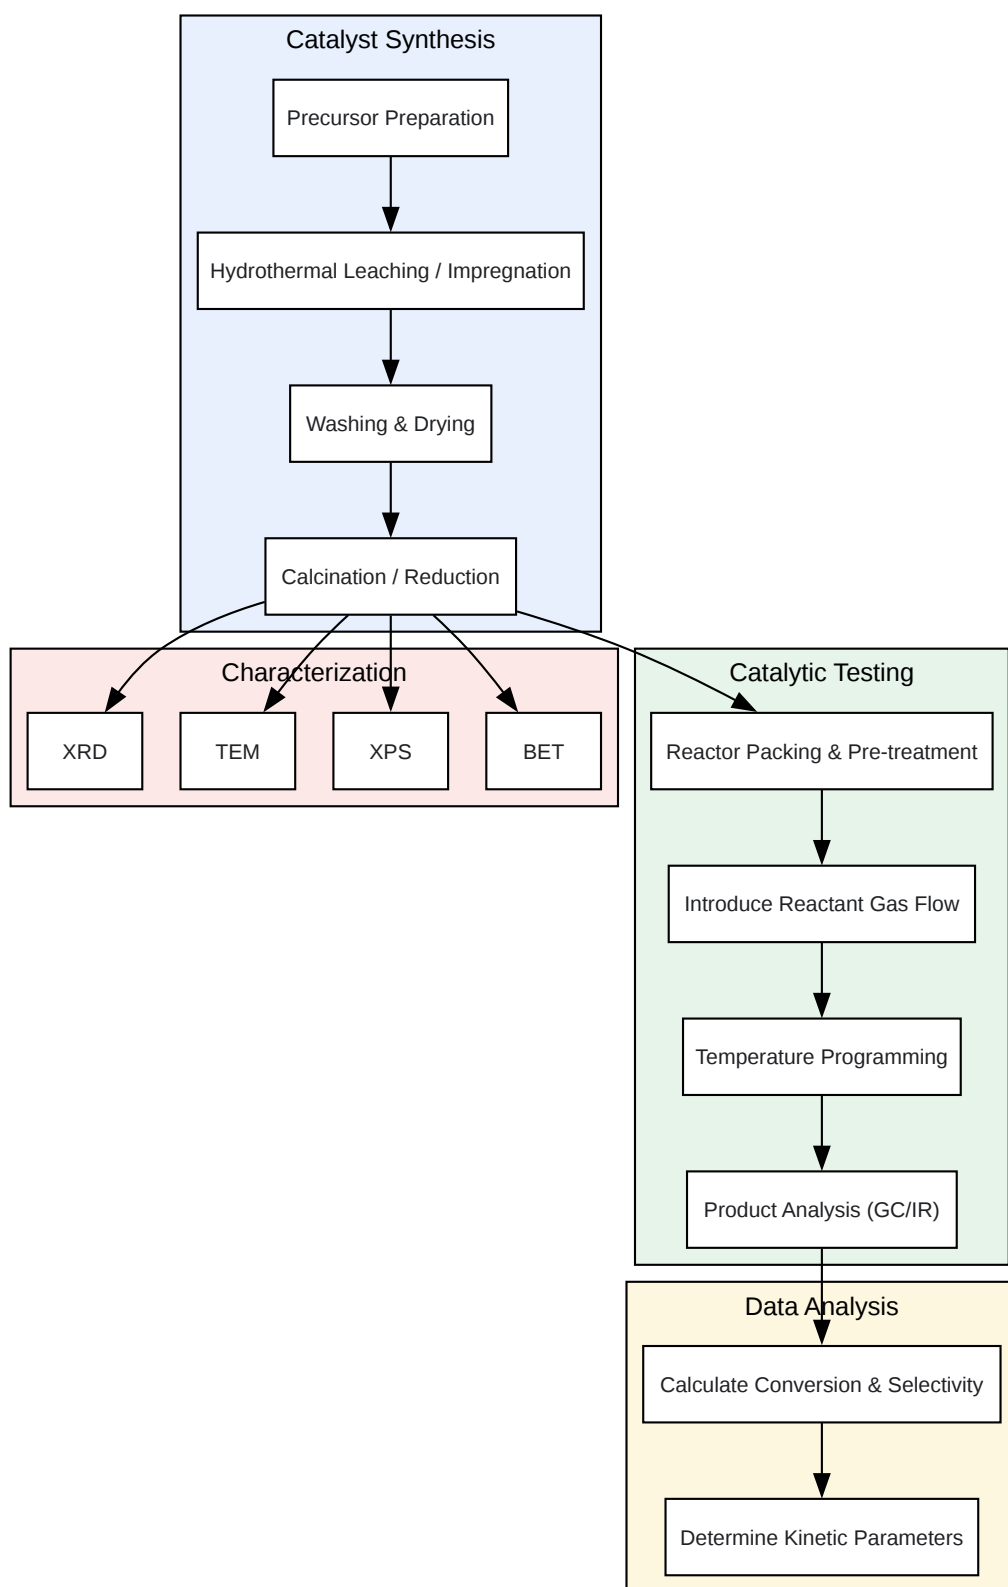 Catalyst Synthesis
Precursor Preparation
Hydrothermal Leaching / Impregnation
Washing & Drying
Calcination / Reduction
Characterization
XRD
TEM
XPS
BET
Catalytic Testing
Reactor Packing & Pre-treatment
Introduce Reactant Gas Flow
Temperature Programming
Product Analysis (GC/IR)
Data Analysis
Calculate Conversion & Selectivity
Determine Kinetic Parameters